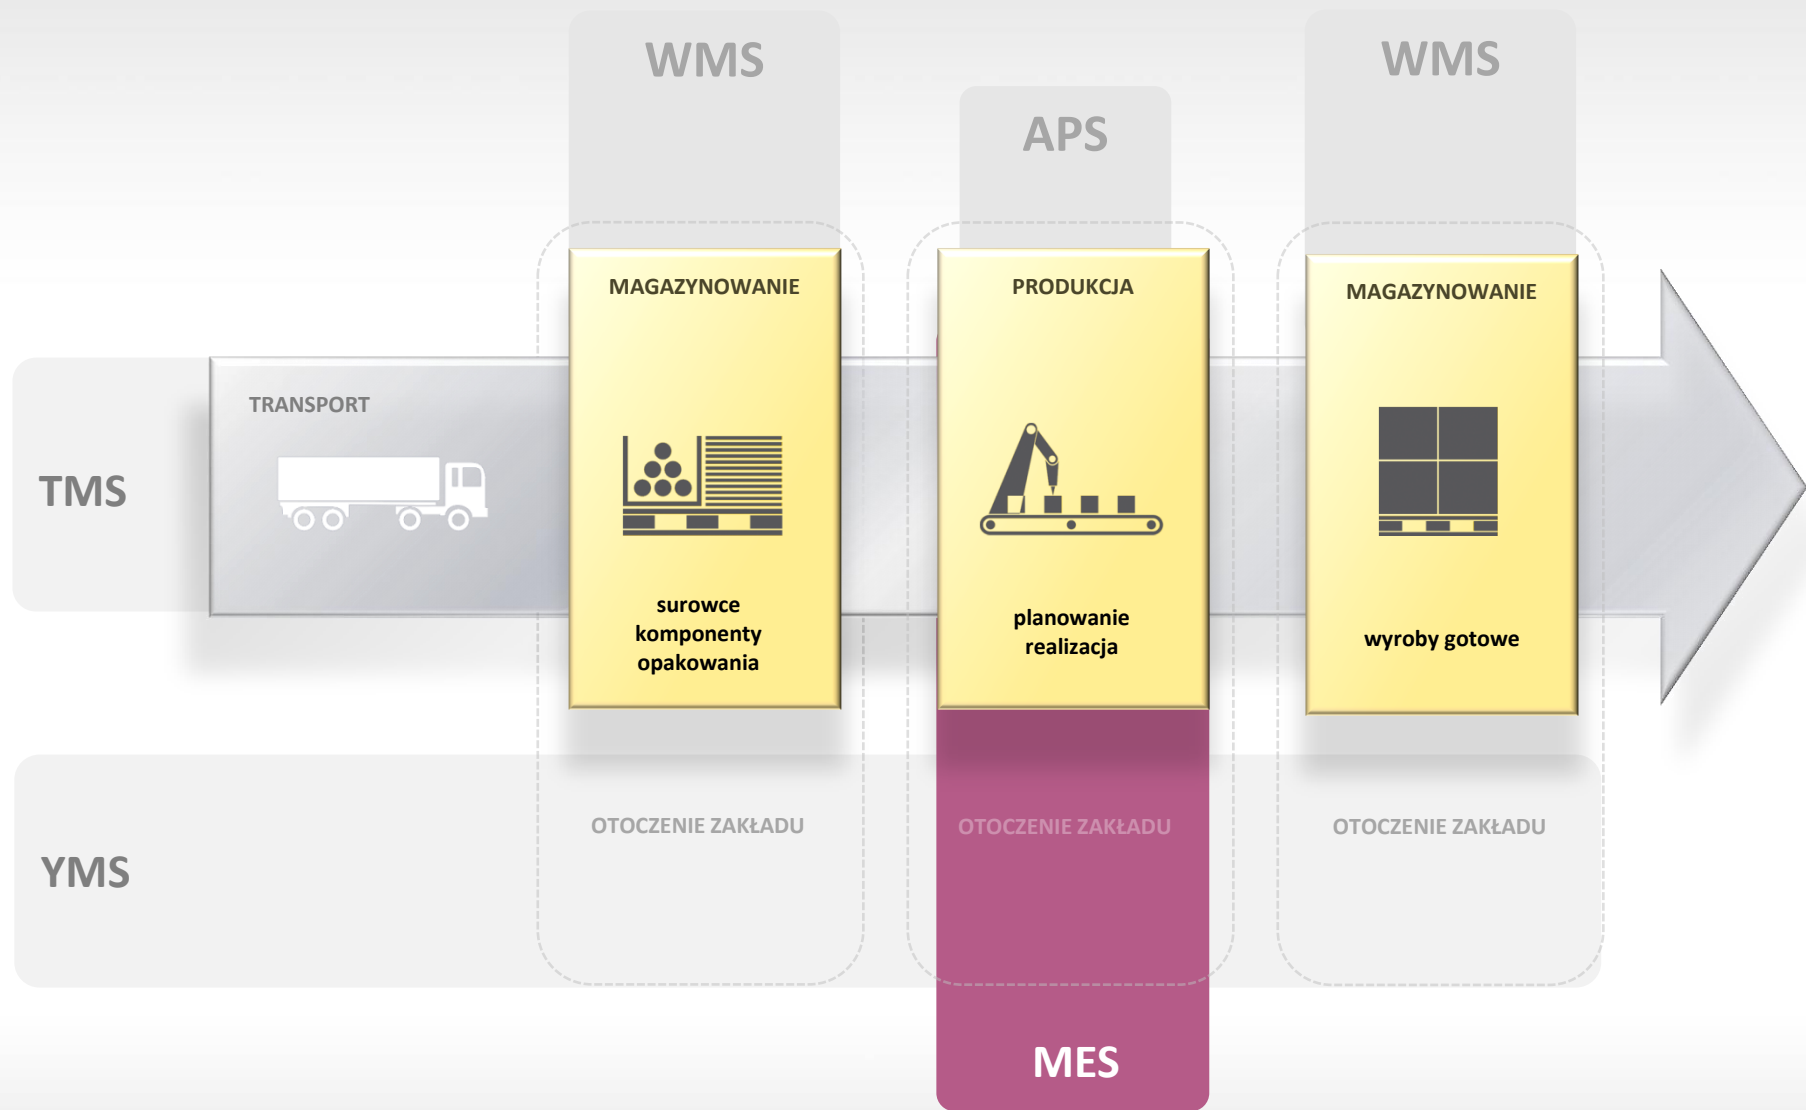 WMS
WMS
APS
MAGAZYNOWANIE
PRODUKCJA
MAGAZYNOWANIE
TRANSPORT
TMS
surowce
komponenty
opakowania
planowanie
realizacja
wyroby gotowe
OTOCZENIE ZAKŁADU
OTOCZENIE ZAKŁADU
OTOCZENIE ZAKŁADU
YMS
MES